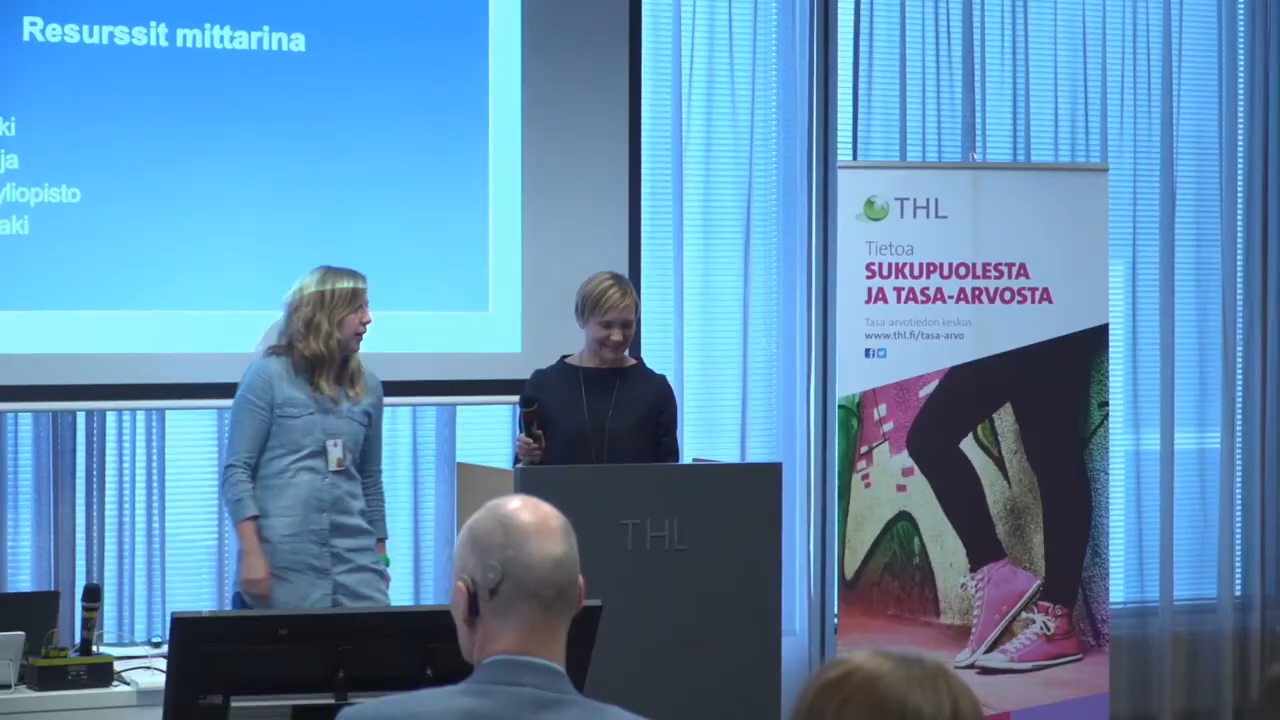 Resurssit mittarina
ki
ja
yliopisto
aki
THL
Tietoa
SUKUPUOLESTA
JA TASA-ARVOSTA
Tasa-arvotiedon keskus
www.thl.fi/tasa-arvo
THL